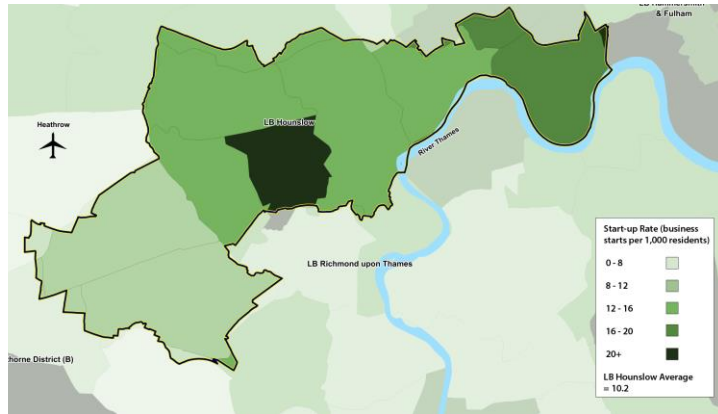 LB Hammersmith
& Fulham
Heathrow
LB Hounslow
River Thames
LB Richmond upon Thames
thorne District (B)
Start-up Rate (business
starts per 1,000 residents)
0 - 8
8 - 12
12 - 16
16 - 20
20+
LB Hounslow Average
= 10.2